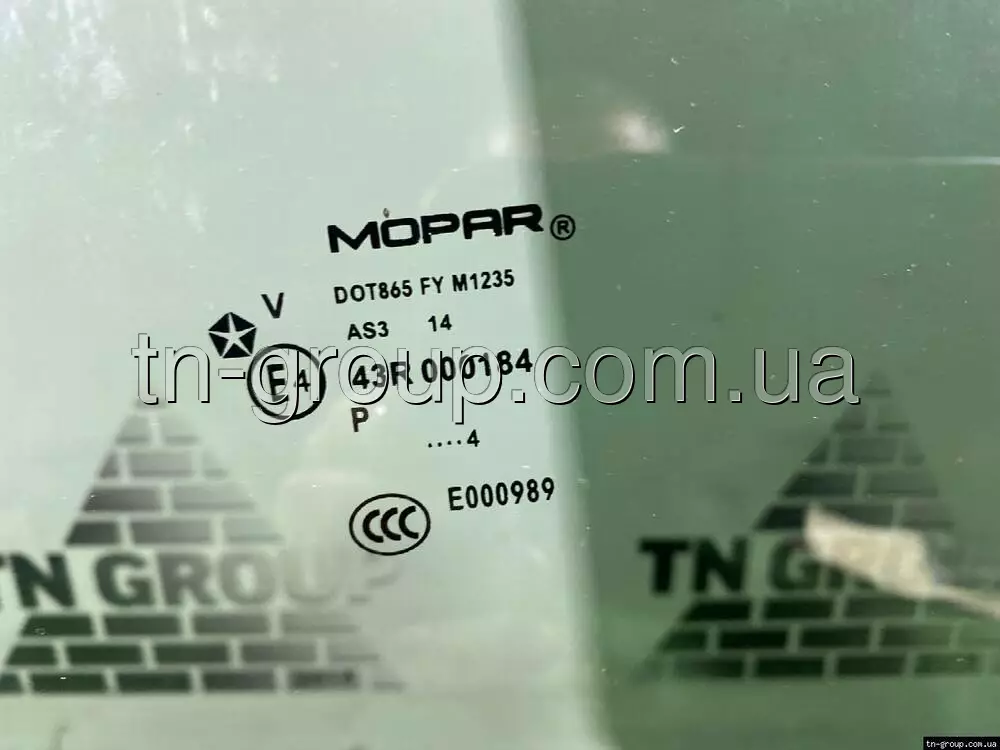 MOPAR®
DOT865 FY M1235
V
AS3 14
E4 43R 000184
tn-group.com.ua
P
....4
E000989
CCC
TN GROUP
TN GROUP
tn-group.com.ua